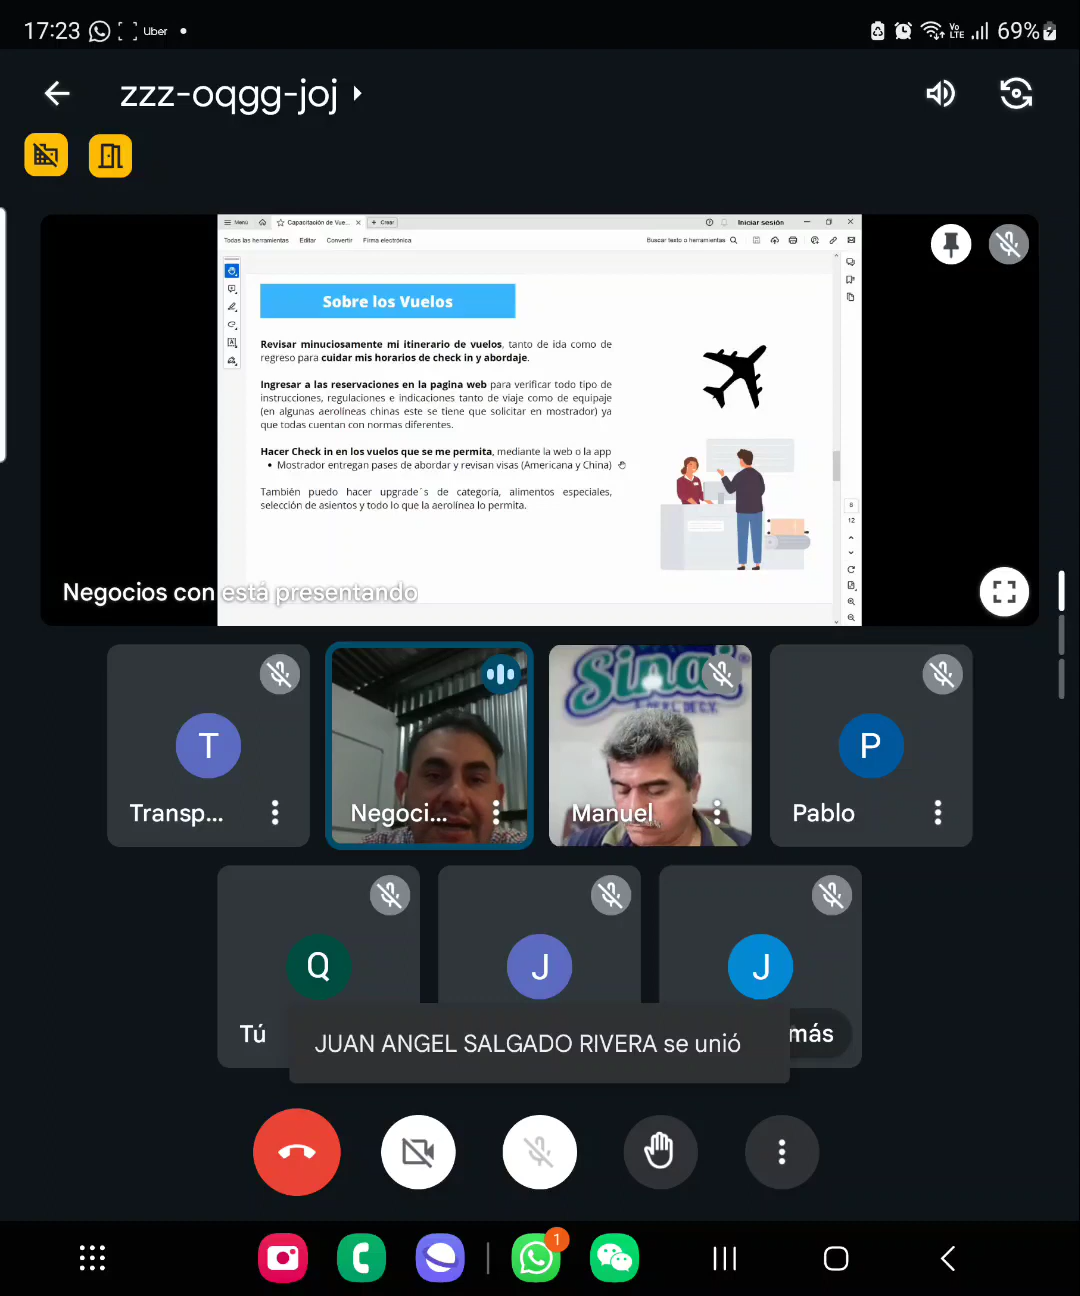 17:23 Uber
Vo LTE 69%
zzz-oqgg-joj
Menú Capacitación de Vue... Crear Iniciar sesión
Todas las herramientas Editar Convertir Firma electrónica Buscar texto o herramientas
Sobre los Vuelos
Revisar minuciosamente mi itinerario de vuelos, tanto de ida como de
regreso para cuidar mis horarios de check in y abordaje.
Ingresar a las reservaciones en la pagina web para verificar todo tipo de
instrucciones, regulaciones e indicaciones tanto de viaje como de equipaje
(en algunas aerolíneas chinas este se tiene que solicitar en mostrador) ya
que todas cuentan con normas diferentes.
Hacer Check in en los vuelos que se me permita, mediante la web o la app
• Mostrador entregan pases de abordar y revisan visas (Americana y China)
También puedo hacer upgrade´s de categoría, alimentos especiales,
selección de asientos y todo lo que la aerolínea lo permita.
8
12
Negocios con está presentando
Sinai
T
P
Transp...
Negoci...
Manuel
Pablo
Q
J
J
Tú
más
JUAN ANGEL SALGADO RIVERA se unió
1